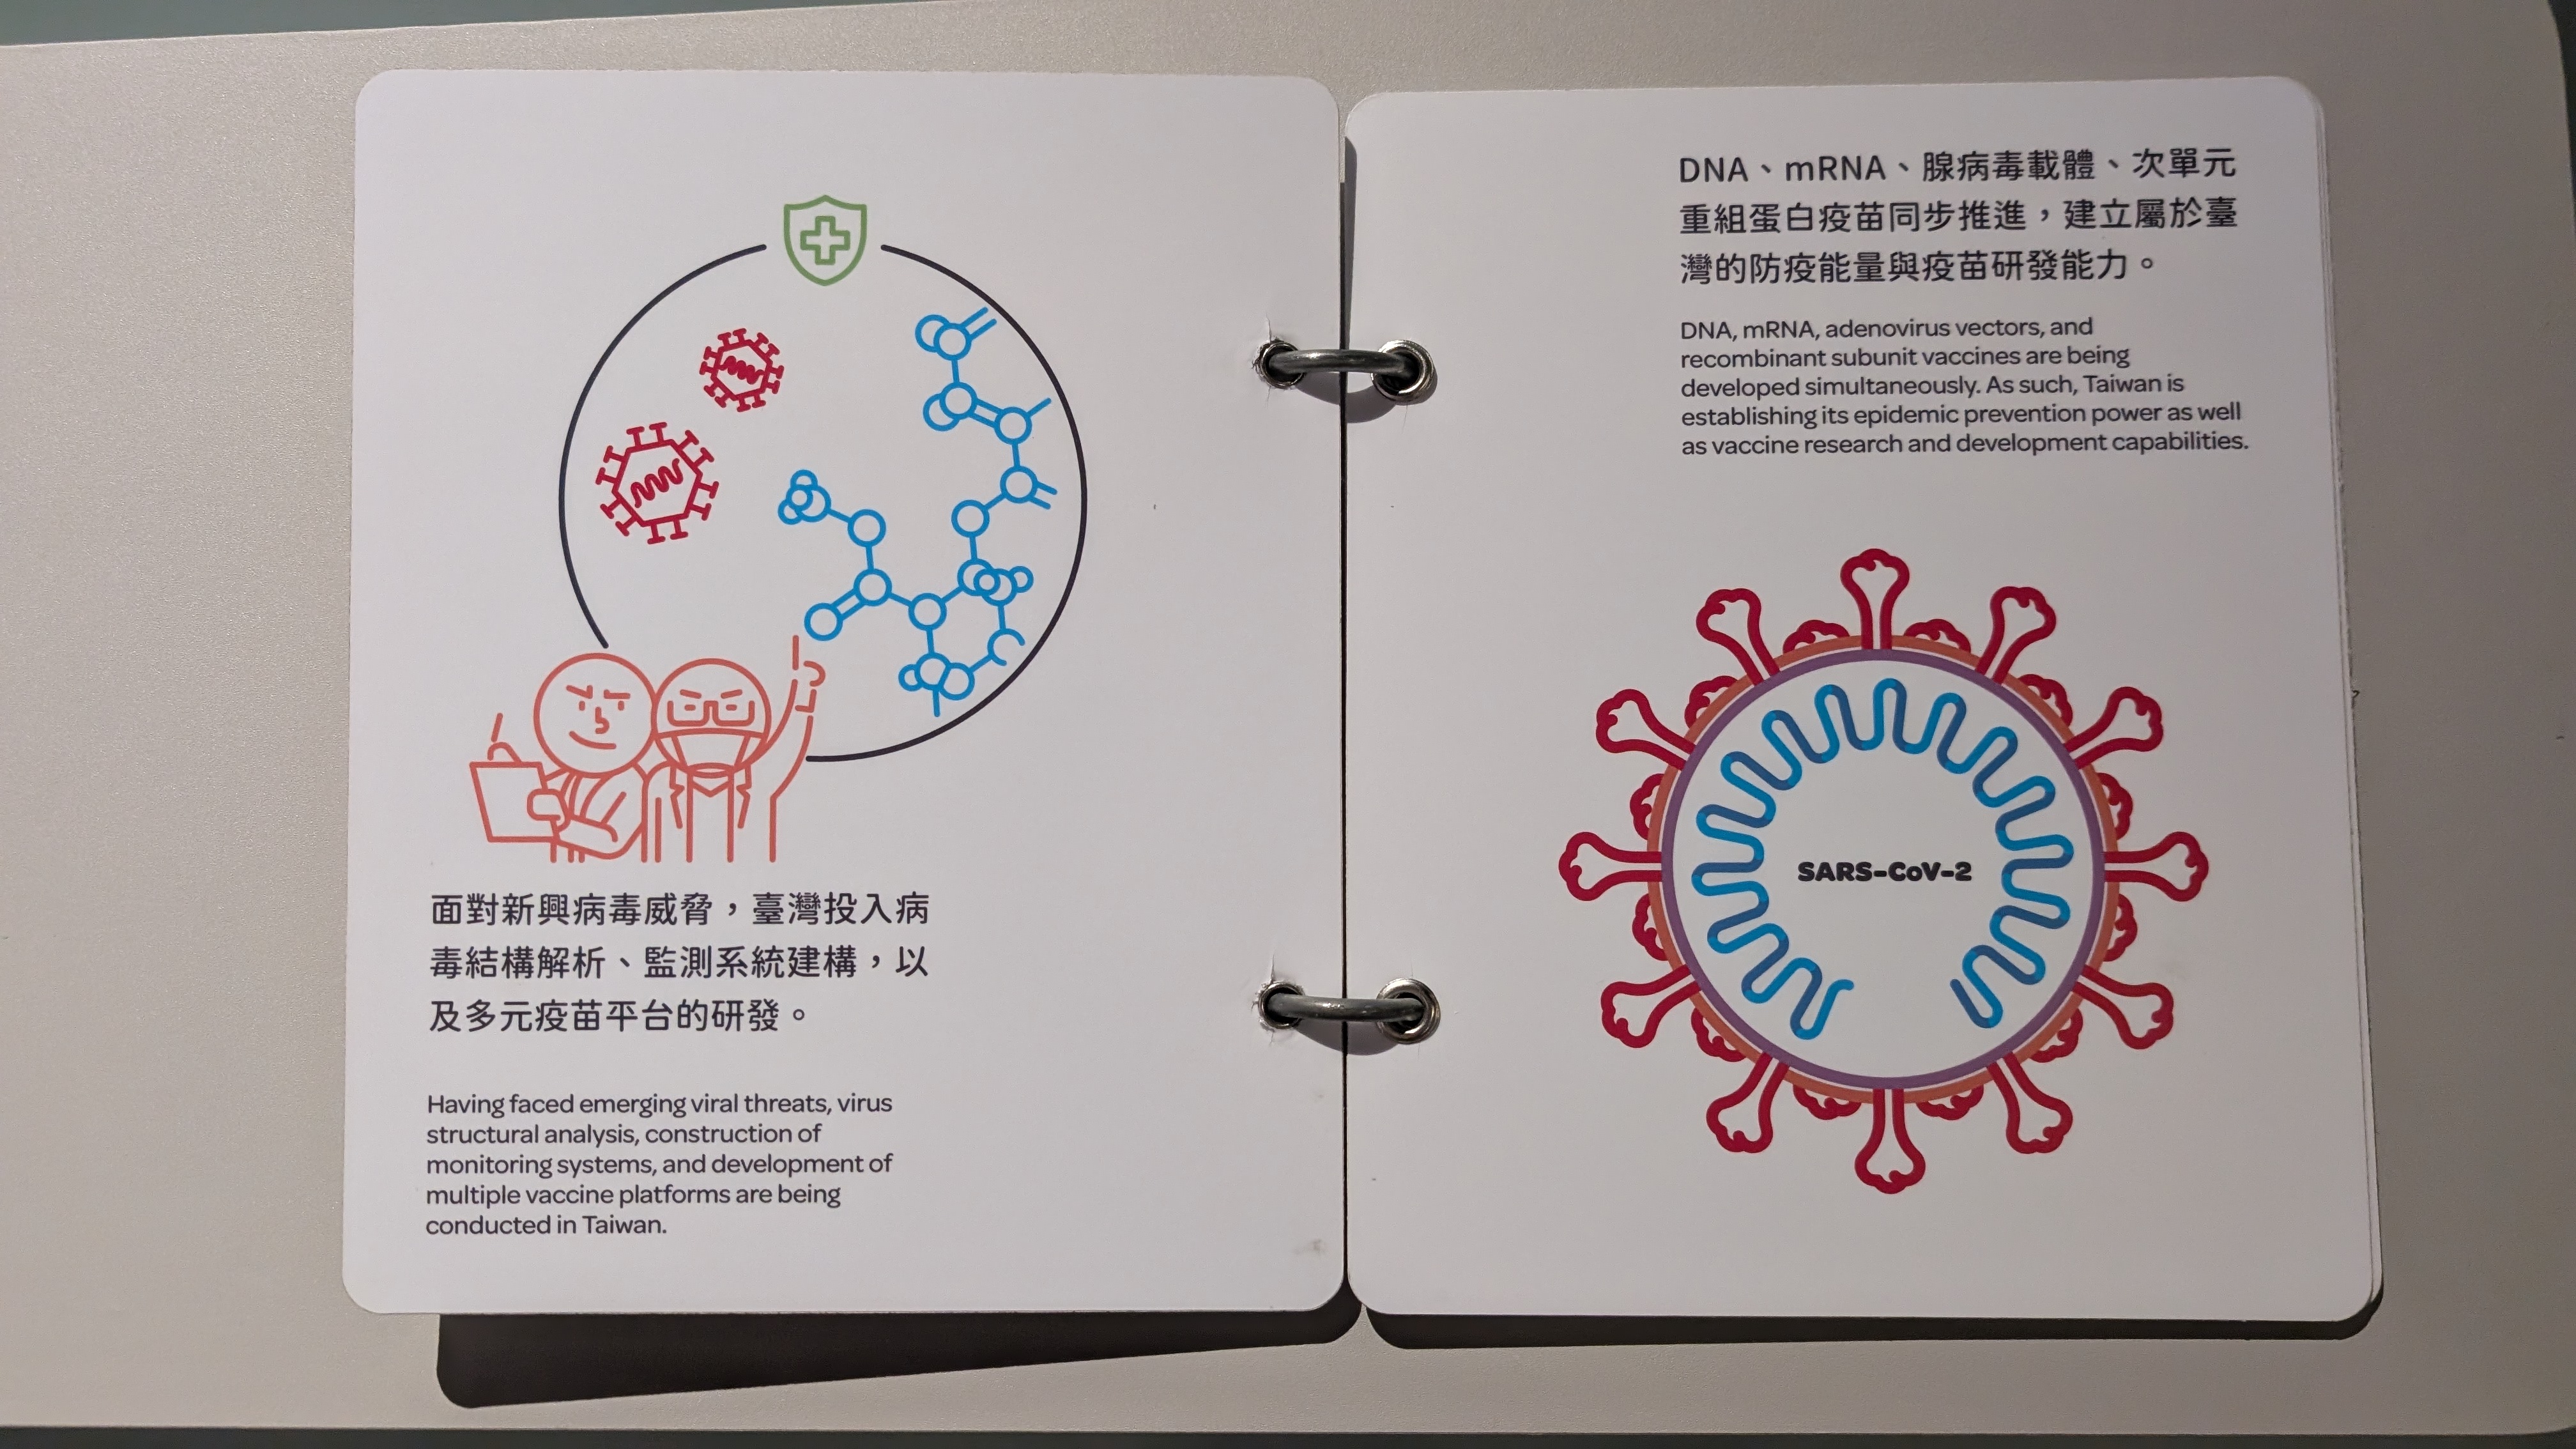 面對新興病毒威脅，臺灣投入病
毒結構解析、監測系統建構，以
及多元疫苗平台的研發。
Having faced emerging viral threats, virus
structural analysis, construction of
monitoring systems, and development of
multiple vaccine platforms are being
conducted in Taiwan.
DNA、mRNA、腺病毒載體、次單元
重組蛋白疫苗同步推進，建立屬於臺
灣的防疫能量與疫苗研發能力。
DNA, mRNA, adenovirus vectors, and
recombinant subunit vaccines are being
developed simultaneously. As such, Taiwan is
establishing its epidemic prevention power as well
as vaccine research and development capabilities.
SARS-CoV-2